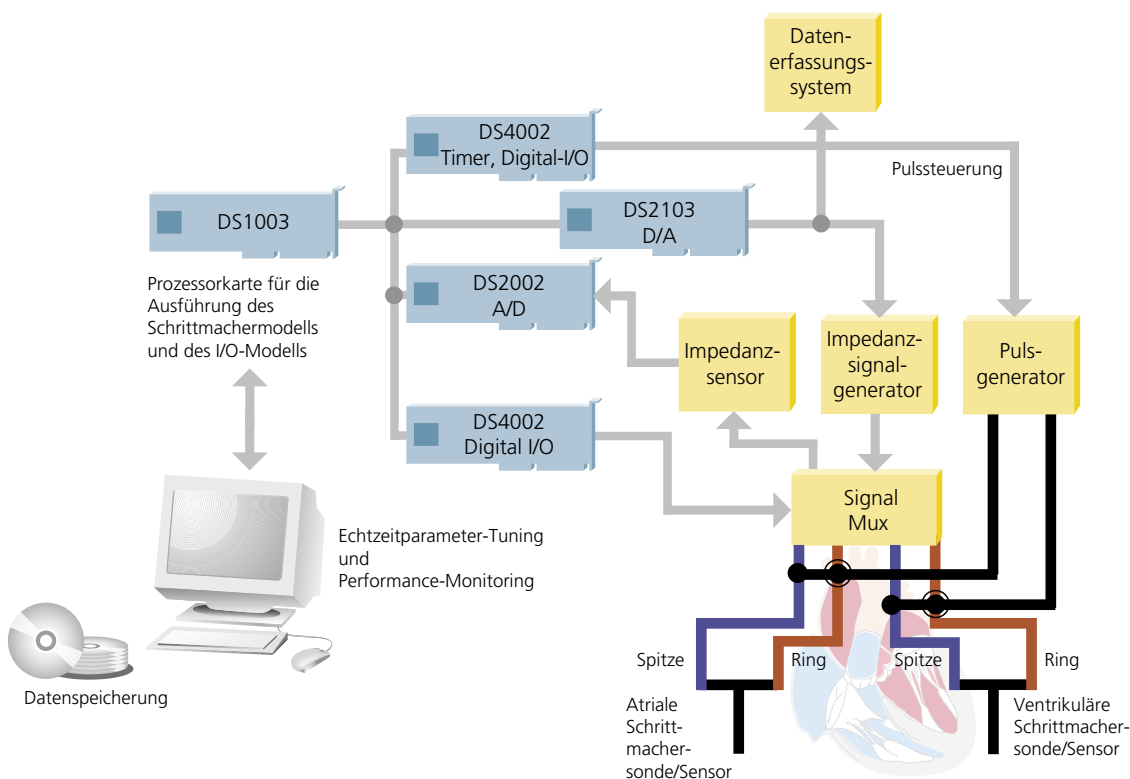 Daten-
erfassungs-
system
DS4002
Timer, Digital-I/O
Pulssteuerung
DS1003
DS2103
D/A
Prozessorkarte für die
Ausführung des
Schrittmachermodells
und des I/O-Modells
DS2002
A/D
Impedanz-
sensor
Impedanz-
signal-
generator
Puls-
generator
DS4002
Digital I/O
Signal
Mux
Echtzeitparameter-Tuning
und
Performance-Monitoring
Datenspeicherung
Spitze
Ring
Spitze
Ring
Atriale
Schritt-
macher-
sonde/Sensor
Ventrikuläre
Schrittmacher-
sonde/Sensor